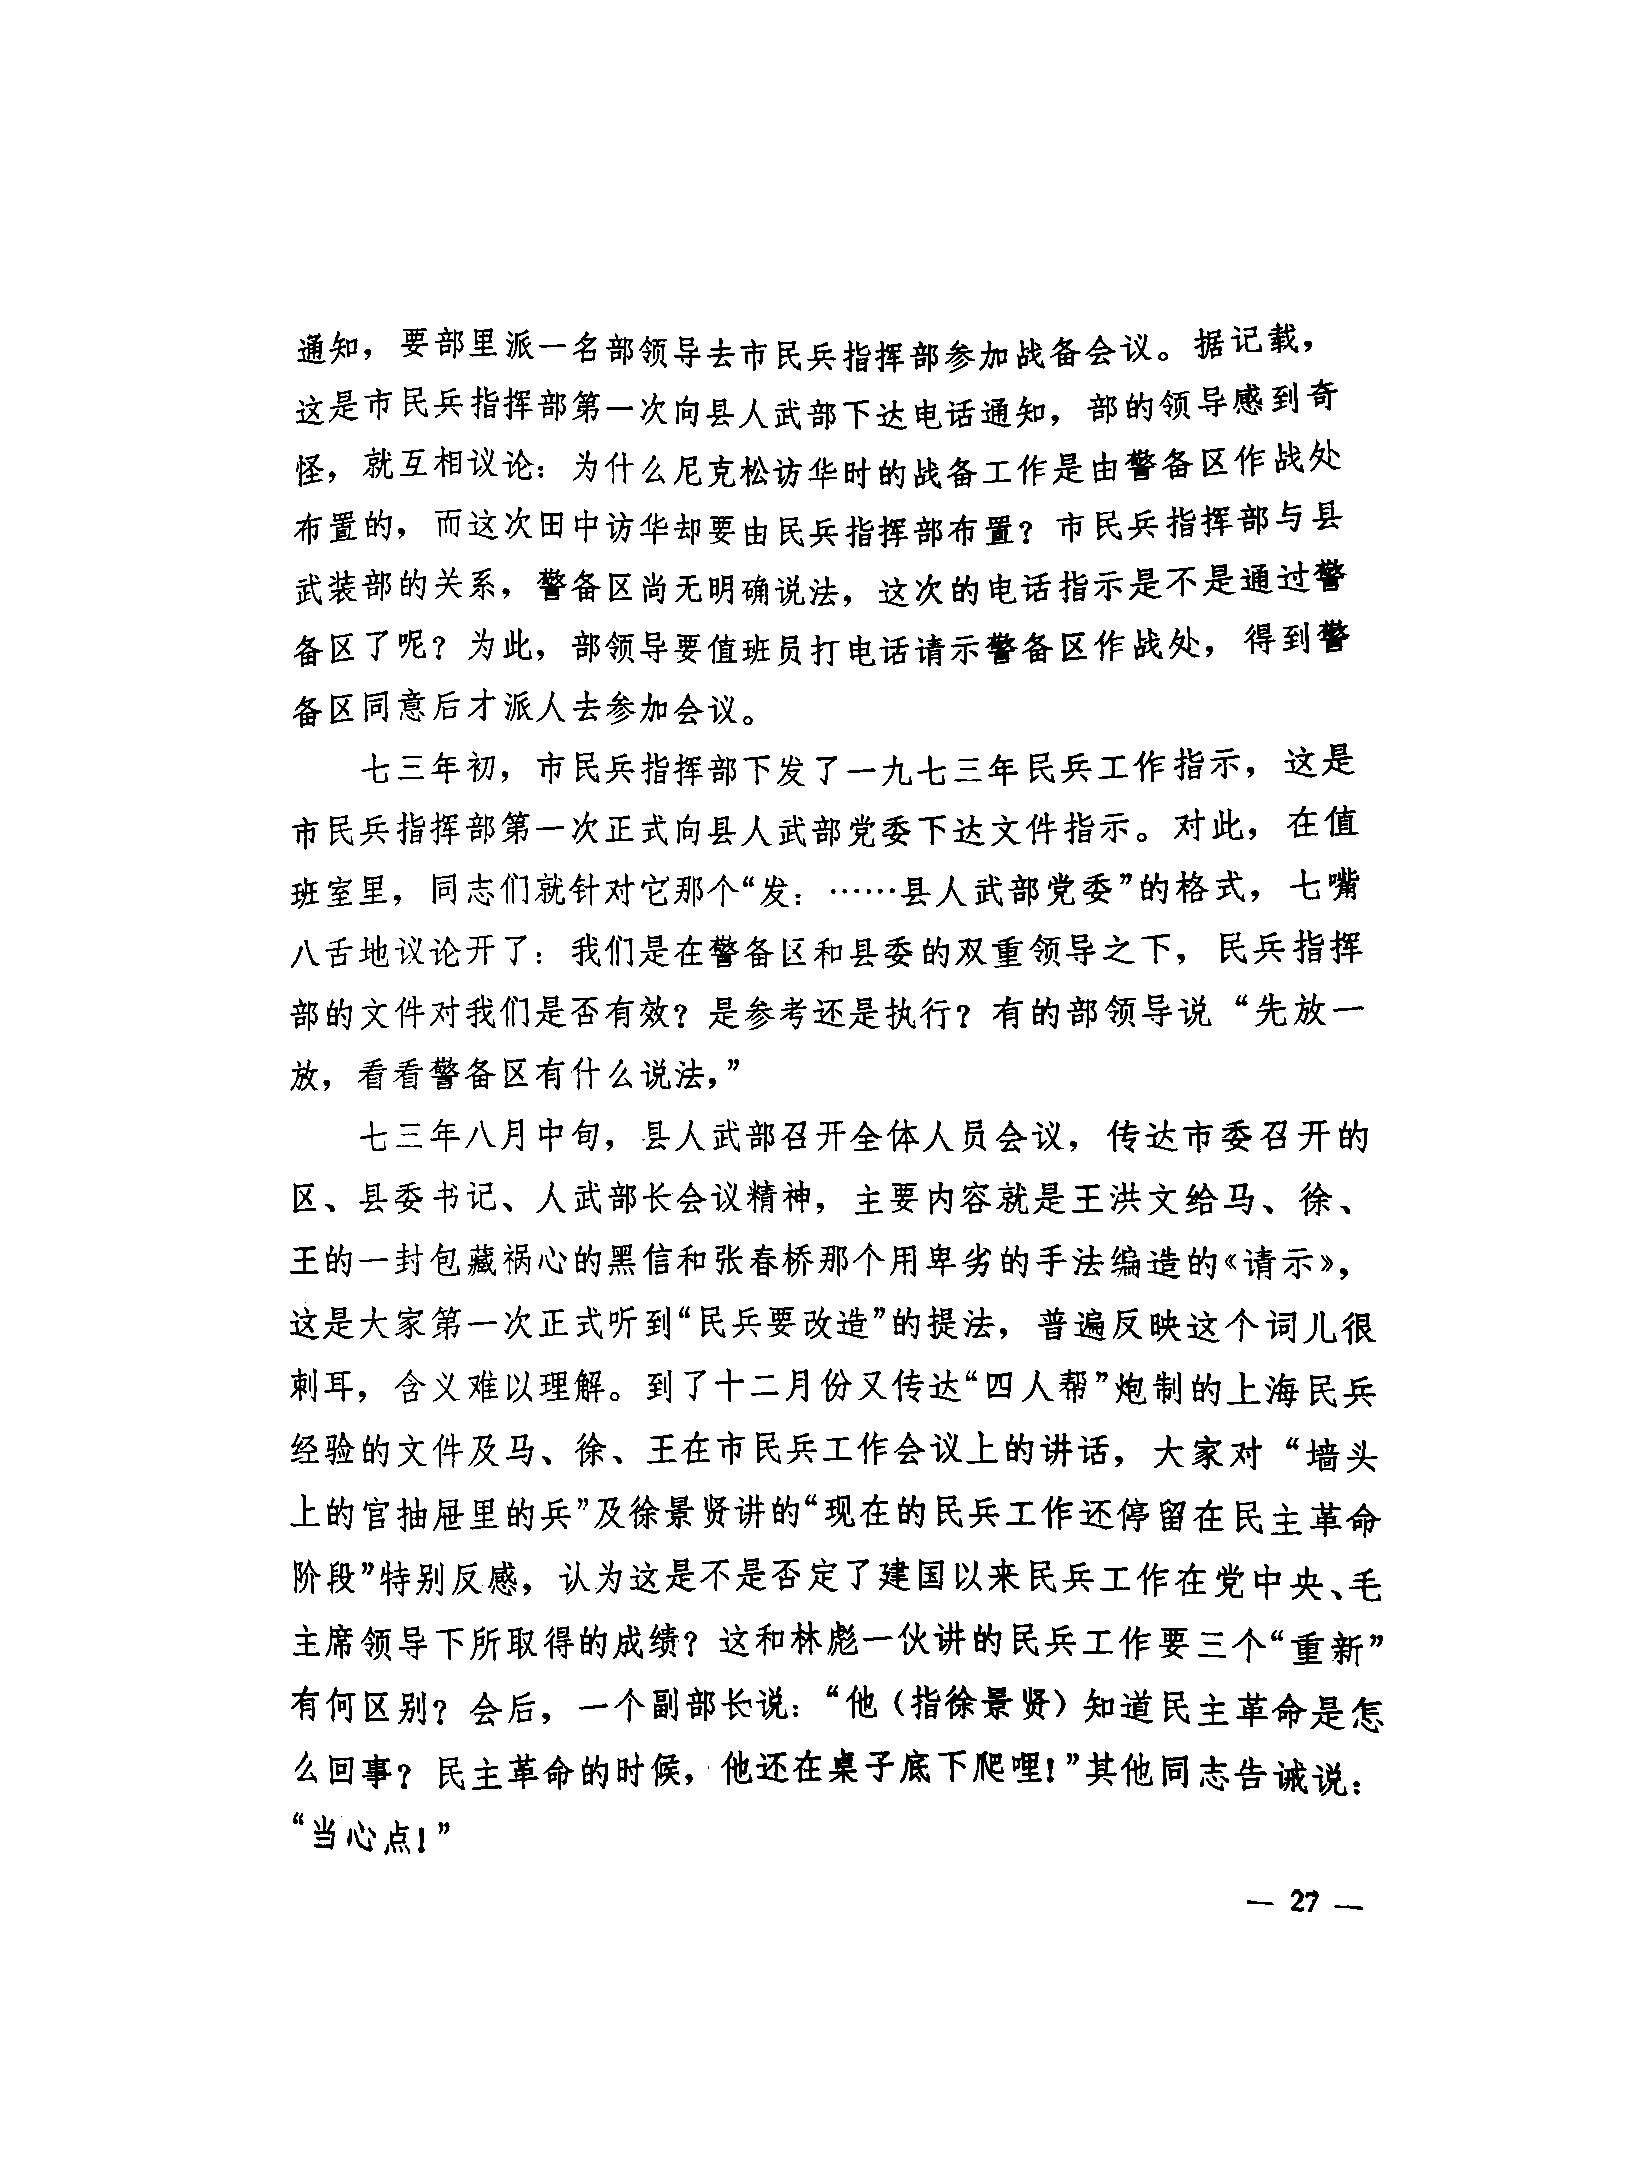 通知，要部里派一名部领导去市民兵指挥部参加战备会议。据记载，
这是市民兵指挥部第一次向县人武部下达电话通知，部的领导感到奇
怪，就互相议论：为什么尼克松访华时的战备工作是由警备区作战处
布置的，而这次田中访华却要由民兵指挥部布置？市民兵指挥部与县
武装部的关系，警备区尚无明确说法，这次的电话指示是不是通过警
备区了呢？为此，部领导要值班员打电话请示警备区作战处，得到警
备区同意后才派人去参加会议。
七三年初，市民兵指挥部下发了一九七三年民兵工作指示，这是
市民兵指挥部第一次正式向县人武部党委下达文件指示。对此，在值
班室里，同志们就针对它那个“发：……县人武部党委”的格式，七嘴
八舌地议论开了：我们是在警备区和县委的双重领导之下，民兵指挥
部的文件对我们是否有效？是参考还是执行？有的部领导说“先放一
放，看看警备区有什么说法，”
七三年八月中旬，县人武部召开全体人员会议，传达市委召开的
区、县委书记、人武部长会议精神，主要内容就是王洪文给马、徐、
王的一封包藏祸心的黑信和张春桥那个用卑劣的手法编造的《请示》，
这是大家第一次正式听到“民兵要改造”的提法，普遍反映这个词儿很
刺耳，含义难以理解。到了十二月份又传达“四人帮”炮制的上海民兵
经验的文件及马、徐、王在市民兵工作会议上的讲话，大家对“墙头
上的官抽屉里的兵”及徐景贤讲的“现在的民兵工作还停留在民主革命
阶段”特别反感，认为这是不是否定了建国以来民兵工作在党中央、毛
主席领导下所取得的成绩？这和林彪一伙讲的民兵工作要三个“重新”
有何区别？会后，一个副部长说：“他（指徐景贤）知道民主革命是怎
么回事？民主革命的时候，他还在桌子底下爬哩！”其他同志告诫说：
“当心点！”
— 27 —